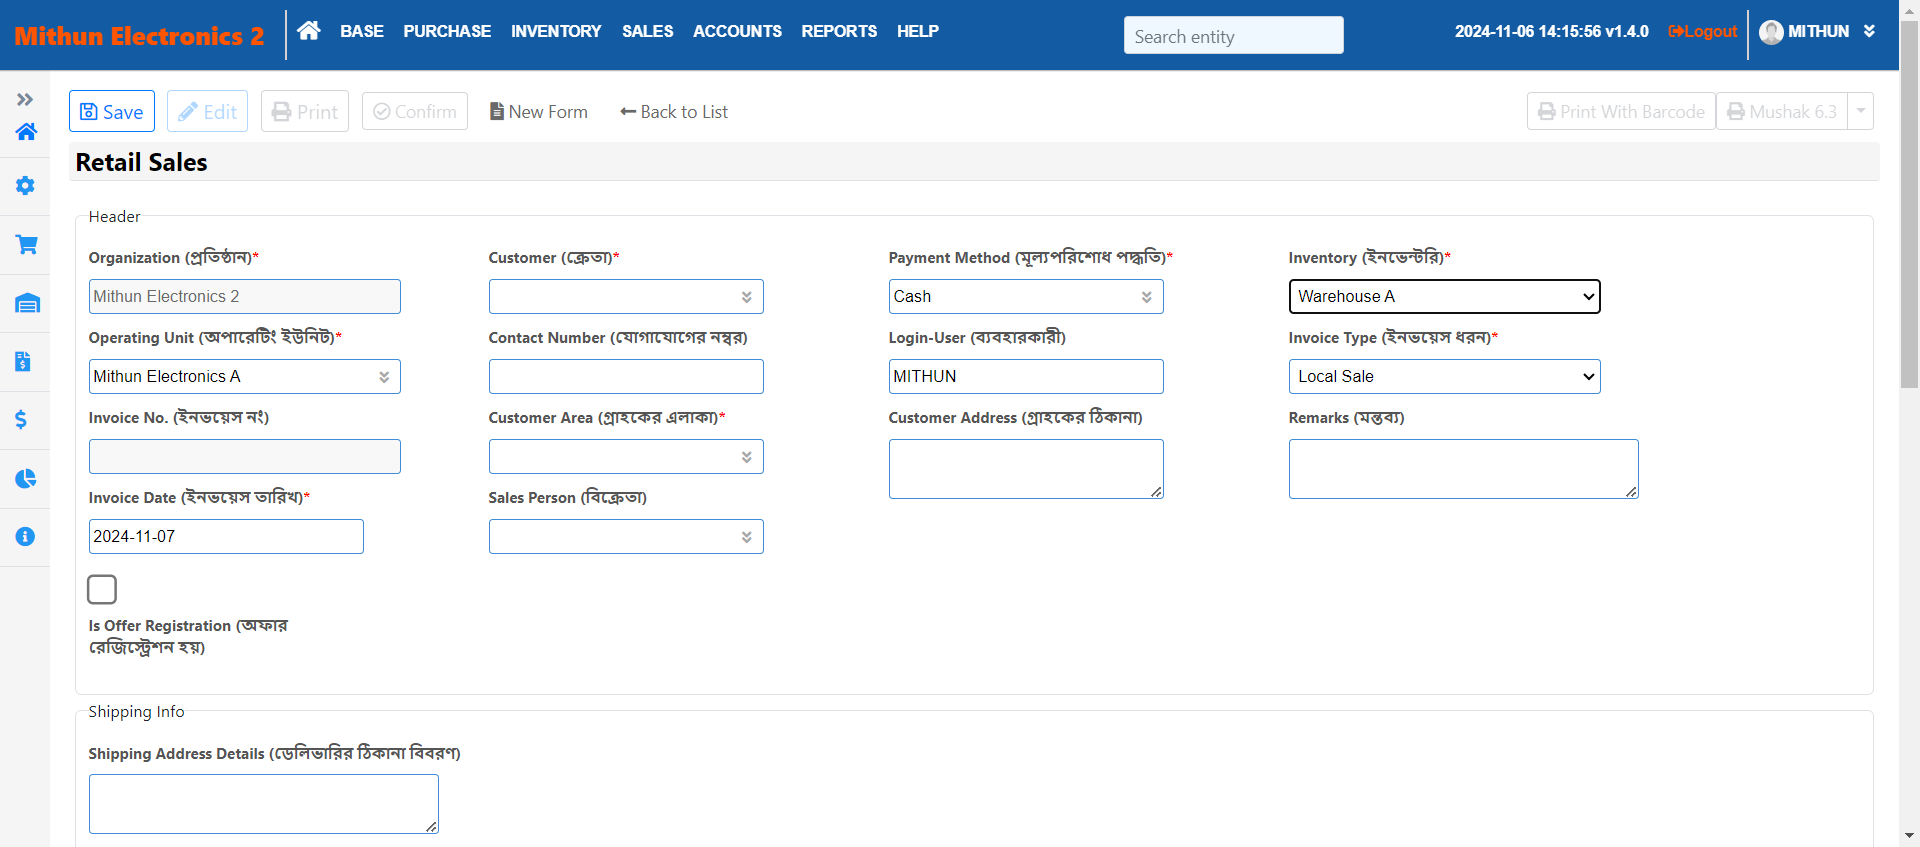 Mithun Electronics 2
BASE PURCHASE INVENTORY SALES ACCOUNTS REPORTS HELP
Search entity
2024-11-06 14:15:56 v1.4.0
Logout
MITHUN
Save Edit Print Confirm New Form Back to List
Print With Barcode Mushak 6.3
Retail Sales
Header
Organization (প্রতিষ্ঠান)* Customer (ক্রেতা)* Payment Method (মূল্যপরিশোধ পদ্ধতি)* Inventory (ইনভেন্টরি)*
Mithun Electronics 2 Cash Warehouse A
Operating Unit (অপারেটিং ইউনিট)* Contact Number (যোগাযোগের নম্বর) Login-User (ব্যবহারকারী) Invoice Type (ইনভয়েস ধরন)*
Mithun Electronics A MITHUN Local Sale
Invoice No. (ইনভয়েস নং) Customer Area (গ্রাহকের এলাকা)* Customer Address (গ্রাহকের ঠিকানা) Remarks (মন্তব্য)
Invoice Date (ইনভয়েস তারিখ)* Sales Person (বিক্রেতা)
2024-11-07
Is Offer Registration (অফার
রেজিস্ট্রেশন হয়)
Shipping Info
Shipping Address Details (ডেলিভারির ঠিকানা বিবরণ)